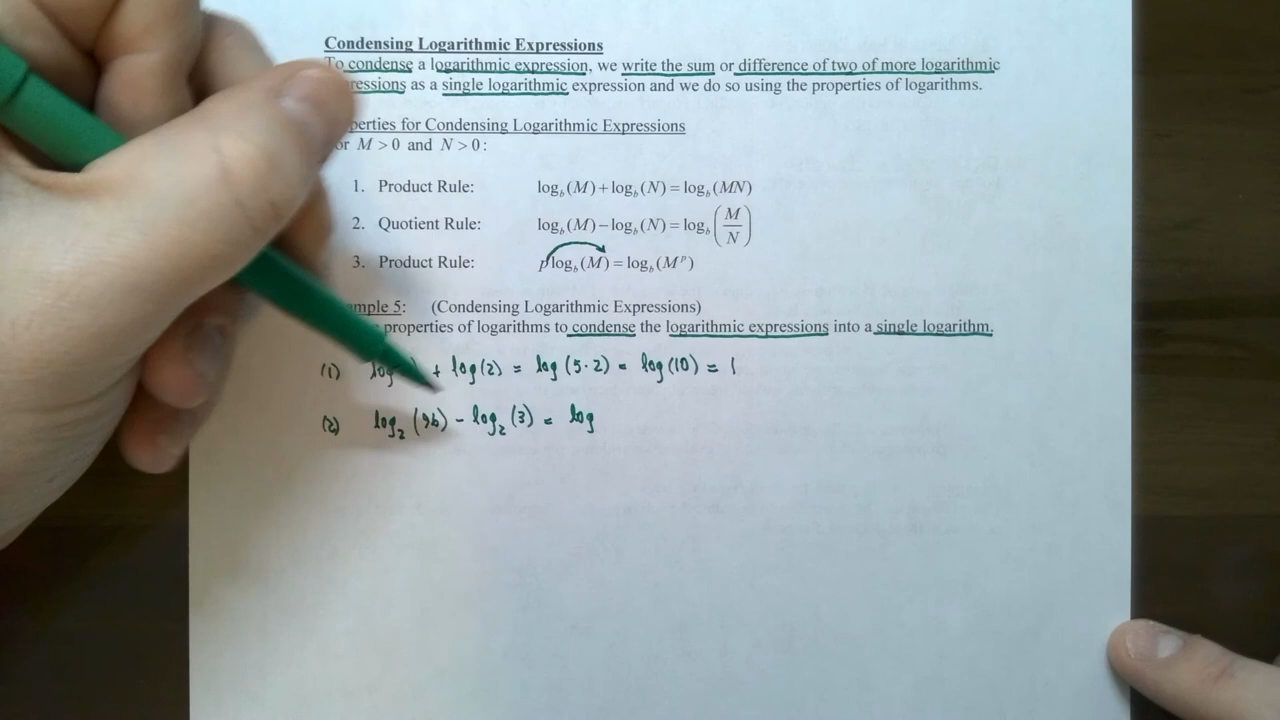 Condensing Logarithmic Expressions
To condense a logarithmic expression, we write the sum or difference of two of more logarithmic
ressions as a single logarithmic expression and we do so using the properties of logarithms.
perties for Condensing Logarithmic Expressions
or M > 0 and N > 0:
1. Product Rule: log_b(M) + log_b(N) = log_b(MN)
2. Quotient Rule: log_b(M) − log_b(N) = log_b(M/N)
3. Product Rule: p log_b(M) = log_b(M^p)
mple 5: (Condensing Logarithmic Expressions)
properties of logarithms to condense the logarithmic expressions into a single logarithm.
(1) log ) + log(2) = log(5·2) = log(10) = 1
(2) log₂(96) − log₂(3) = log